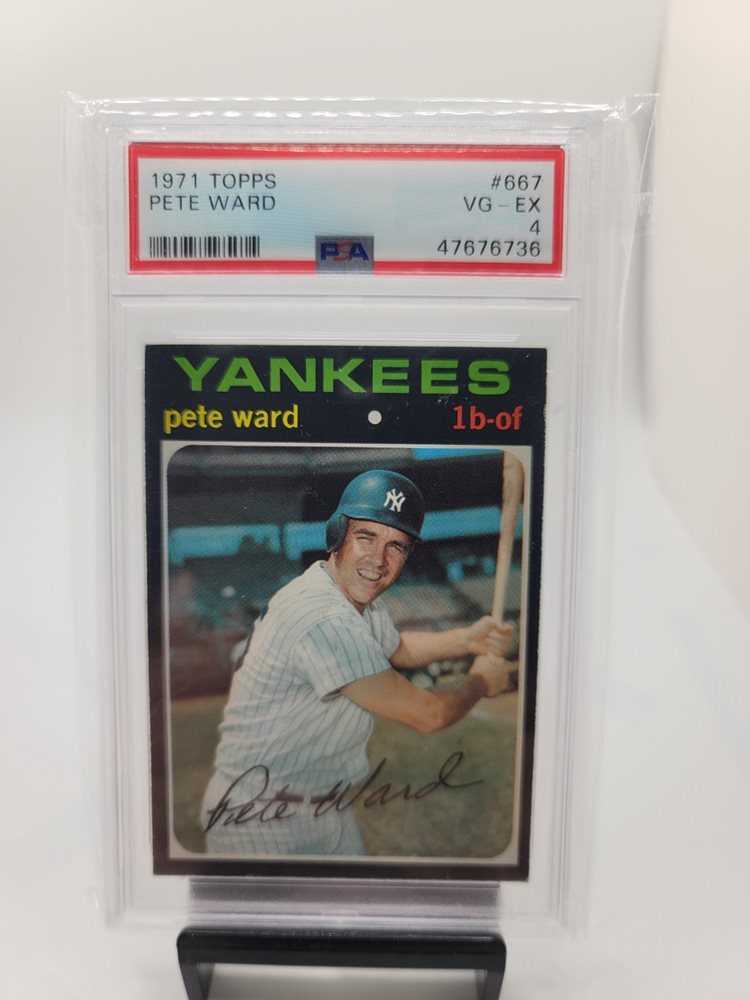 1971 TOPPS #667
PETE WARD VG-EX
4
PSA 47676736
YANKEES
pete ward 1b-of
NY
Pete Ward